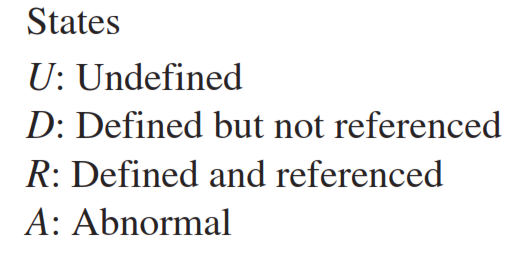 States
U: Undefined
D: Defined but not referenced
R: Defined and referenced
A: Abnormal